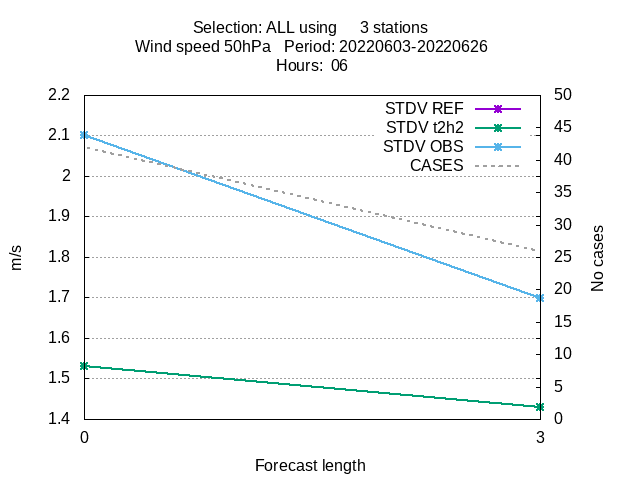 Selection: ALL using 3 stations
Wind speed 50hPa Period: 20220603-20220626
Hours: 06
2.2
2.1
2
1.9
1.8
1.7
1.6
1.5
1.4
m/s
STDV REF
STDV t2h2
STDV OBS
CASES
50
45
40
35
30
25
20
15
10
5
0
No cases
0
3
Forecast length